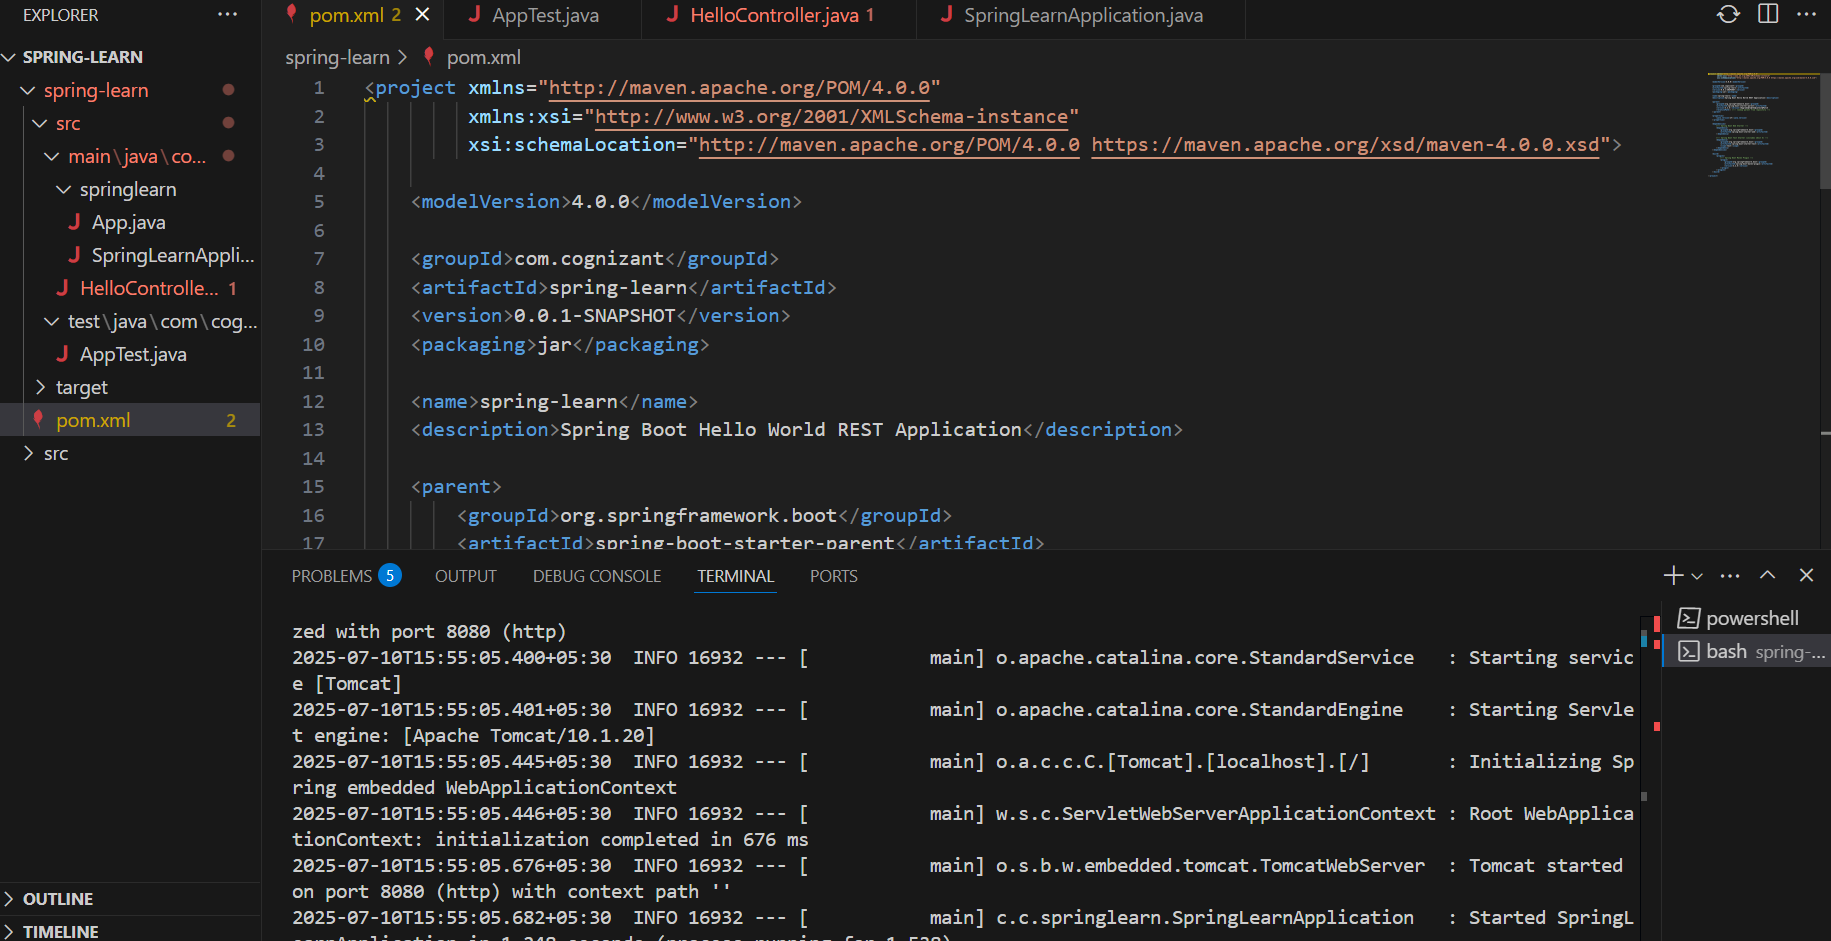 EXPLORER
SPRING-LEARN
spring-learn
src
main\java\co...
springlearn
App.java
SpringLearnAppli...
HelloControlle... 1
test\java\com\cog...
AppTest.java
target
pom.xml 2
src
OUTLINE
TIMELINE
pom.xml 2
AppTest.java
HelloController.java 1
SpringLearnApplication.java
spring-learn > pom.xml
1 <project xmlns="http://maven.apache.org/POM/4.0.0"
2 xmlns:xsi="http://www.w3.org/2001/XMLSchema-instance"
3 xsi:schemaLocation="http://maven.apache.org/POM/4.0.0 https://maven.apache.org/xsd/maven-4.0.0.xsd">
4
5 <modelVersion>4.0.0</modelVersion>
6
7 <groupId>com.cognizant</groupId>
8 <artifactId>spring-learn</artifactId>
9 <version>0.0.1-SNAPSHOT</version>
10 <packaging>jar</packaging>
11
12 <name>spring-learn</name>
13 <description>Spring Boot Hello World REST Application</description>
14
15 <parent>
16 <groupId>org.springframework.boot</groupId>
17 <artifactId>spring-boot-starter-parent</artifactId>
PROBLEMS 5 OUTPUT DEBUG CONSOLE TERMINAL PORTS
zed with port 8080 (http)
2025-07-10T15:55:05.400+05:30 INFO 16932 --- [ main] o.apache.catalina.core.StandardService : Starting servic
e [Tomcat]
2025-07-10T15:55:05.401+05:30 INFO 16932 --- [ main] o.apache.catalina.core.StandardEngine : Starting Servle
t engine: [Apache Tomcat/10.1.20]
2025-07-10T15:55:05.445+05:30 INFO 16932 --- [ main] o.a.c.c.C.[Tomcat].[localhost].[/] : Initializing Sp
ring embedded WebApplicationContext
2025-07-10T15:55:05.446+05:30 INFO 16932 --- [ main] w.s.c.ServletWebServerApplicationContext : Root WebApplica
tionContext: initialization completed in 676 ms
2025-07-10T15:55:05.676+05:30 INFO 16932 --- [ main] o.s.b.w.embedded.tomcat.TomcatWebServer : Tomcat started
on port 8080 (http) with context path ''
2025-07-10T15:55:05.682+05:30 INFO 16932 --- [ main] c.c.springlearn.SpringLearnApplication : Started SpringL
powershell
bash spring-...